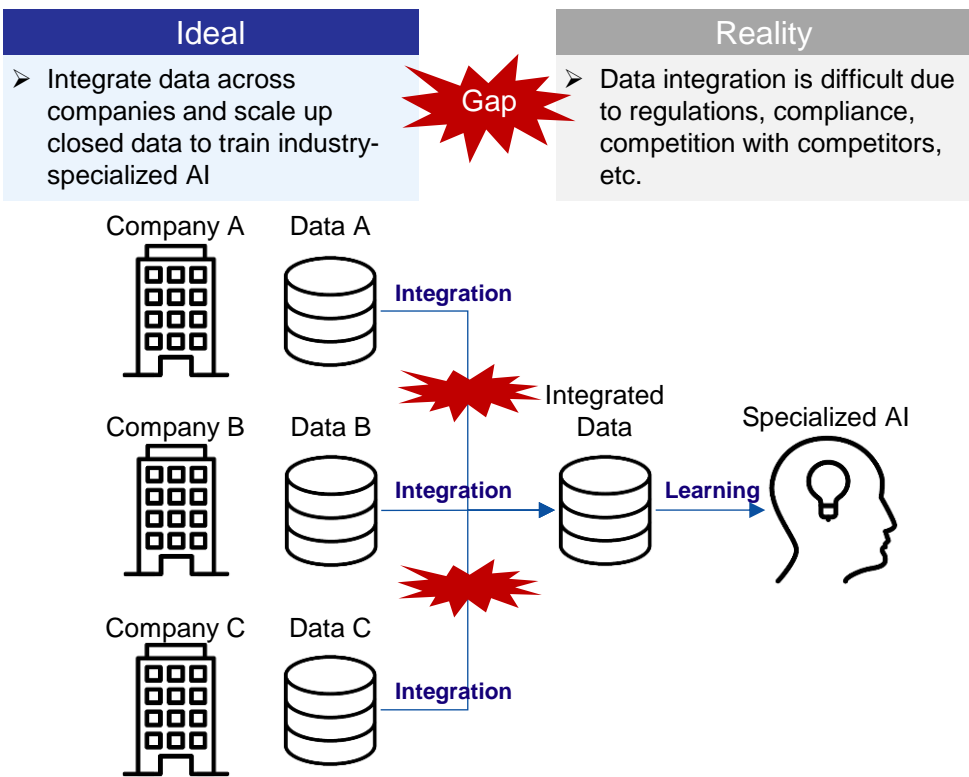 Ideal
Integrate data across
companies and scale up
closed data to train industry-
specialized AI
Gap
Reality
Data integration is difficult due
to regulations, compliance,
competition with competitors,
etc.
Company A
Data A
Integration
Company B
Data B
Integration
Integrated
Data
Learning
Specialized AI
Company C
Data C
Integration